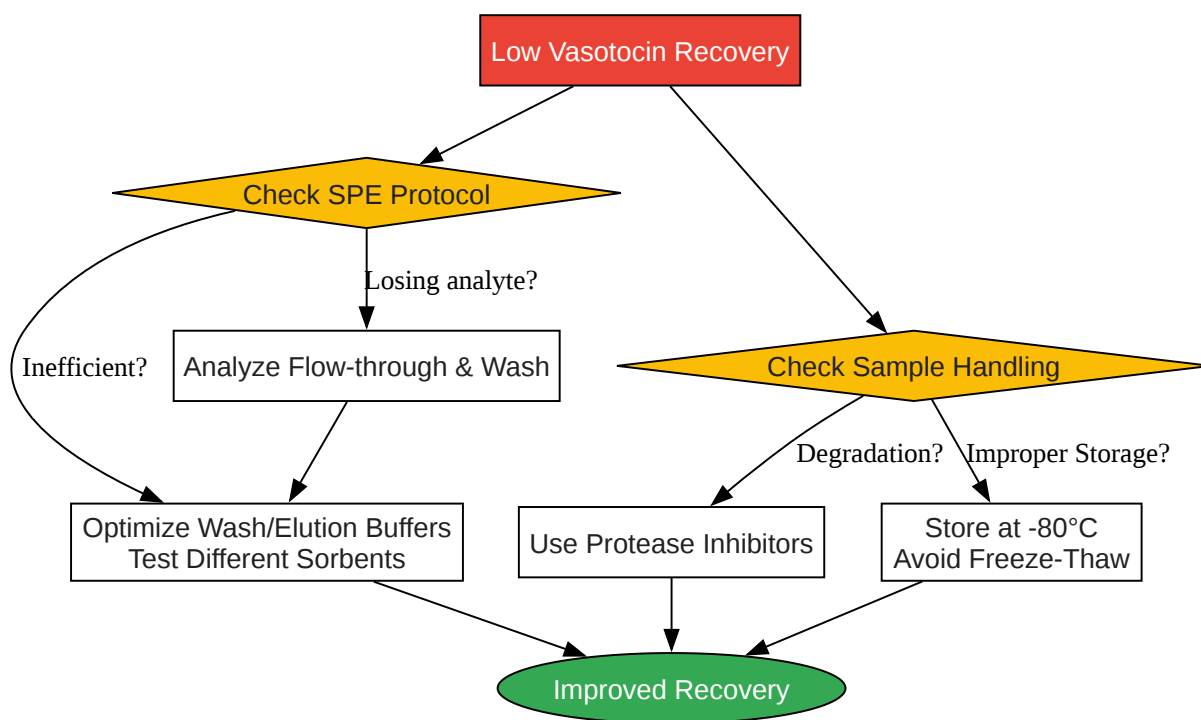 Low Vasotocin Recovery
Check SPE Protocol
Losing analyte?
Inefficient?
Analyze Flow-through & Wash
Check Sample Handling
Degradation?
Improper Storage?
Optimize Wash/Elution Buffers
Test Different Sorbents
Use Protease Inhibitors
Store at -80°C
Avoid Freeze-Thaw
Improved Recovery